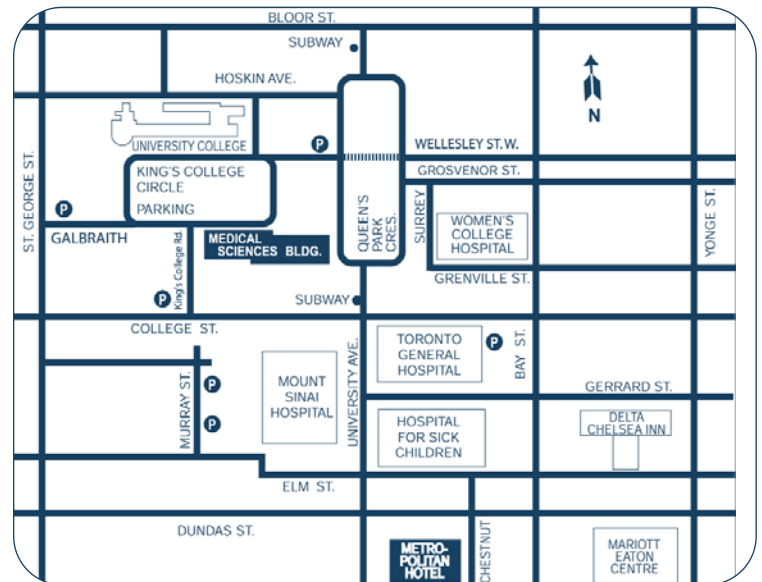 BLOOR ST.
SUBWAY
HOSKIN AVE.
N
UNIVERSITY COLLEGE
P
WELLESLEY ST.W.
GROSVENOR ST.
KING'S COLLEGE
CIRCLE
PARKING
ST. GEORGE ST.
P
GALBRAITH
King's College Rd.
MEDICAL
SCIENCES BLDG.
QUEEN'S
PARK
CRES.
SURREY
WOMEN'S
COLLEGE
HOSPITAL
YONGE ST.
GRENVILLE ST.
P
SUBWAY
COLLEGE ST.
TORONTO
GENERAL
HOSPITAL
P
BAY ST.
MURRAY ST.
P
P
MOUNT
SINAI
HOSPITAL
UNIVERSITY AVE.
GERRARD ST.
HOSPITAL
FOR SICK
CHILDREN
DELTA
CHELSEA INN
ELM ST.
DUNDAS ST.
METRO-
POLITAN
HOTEL
CHESTNUT
MARIOTT
EATON
CENTRE